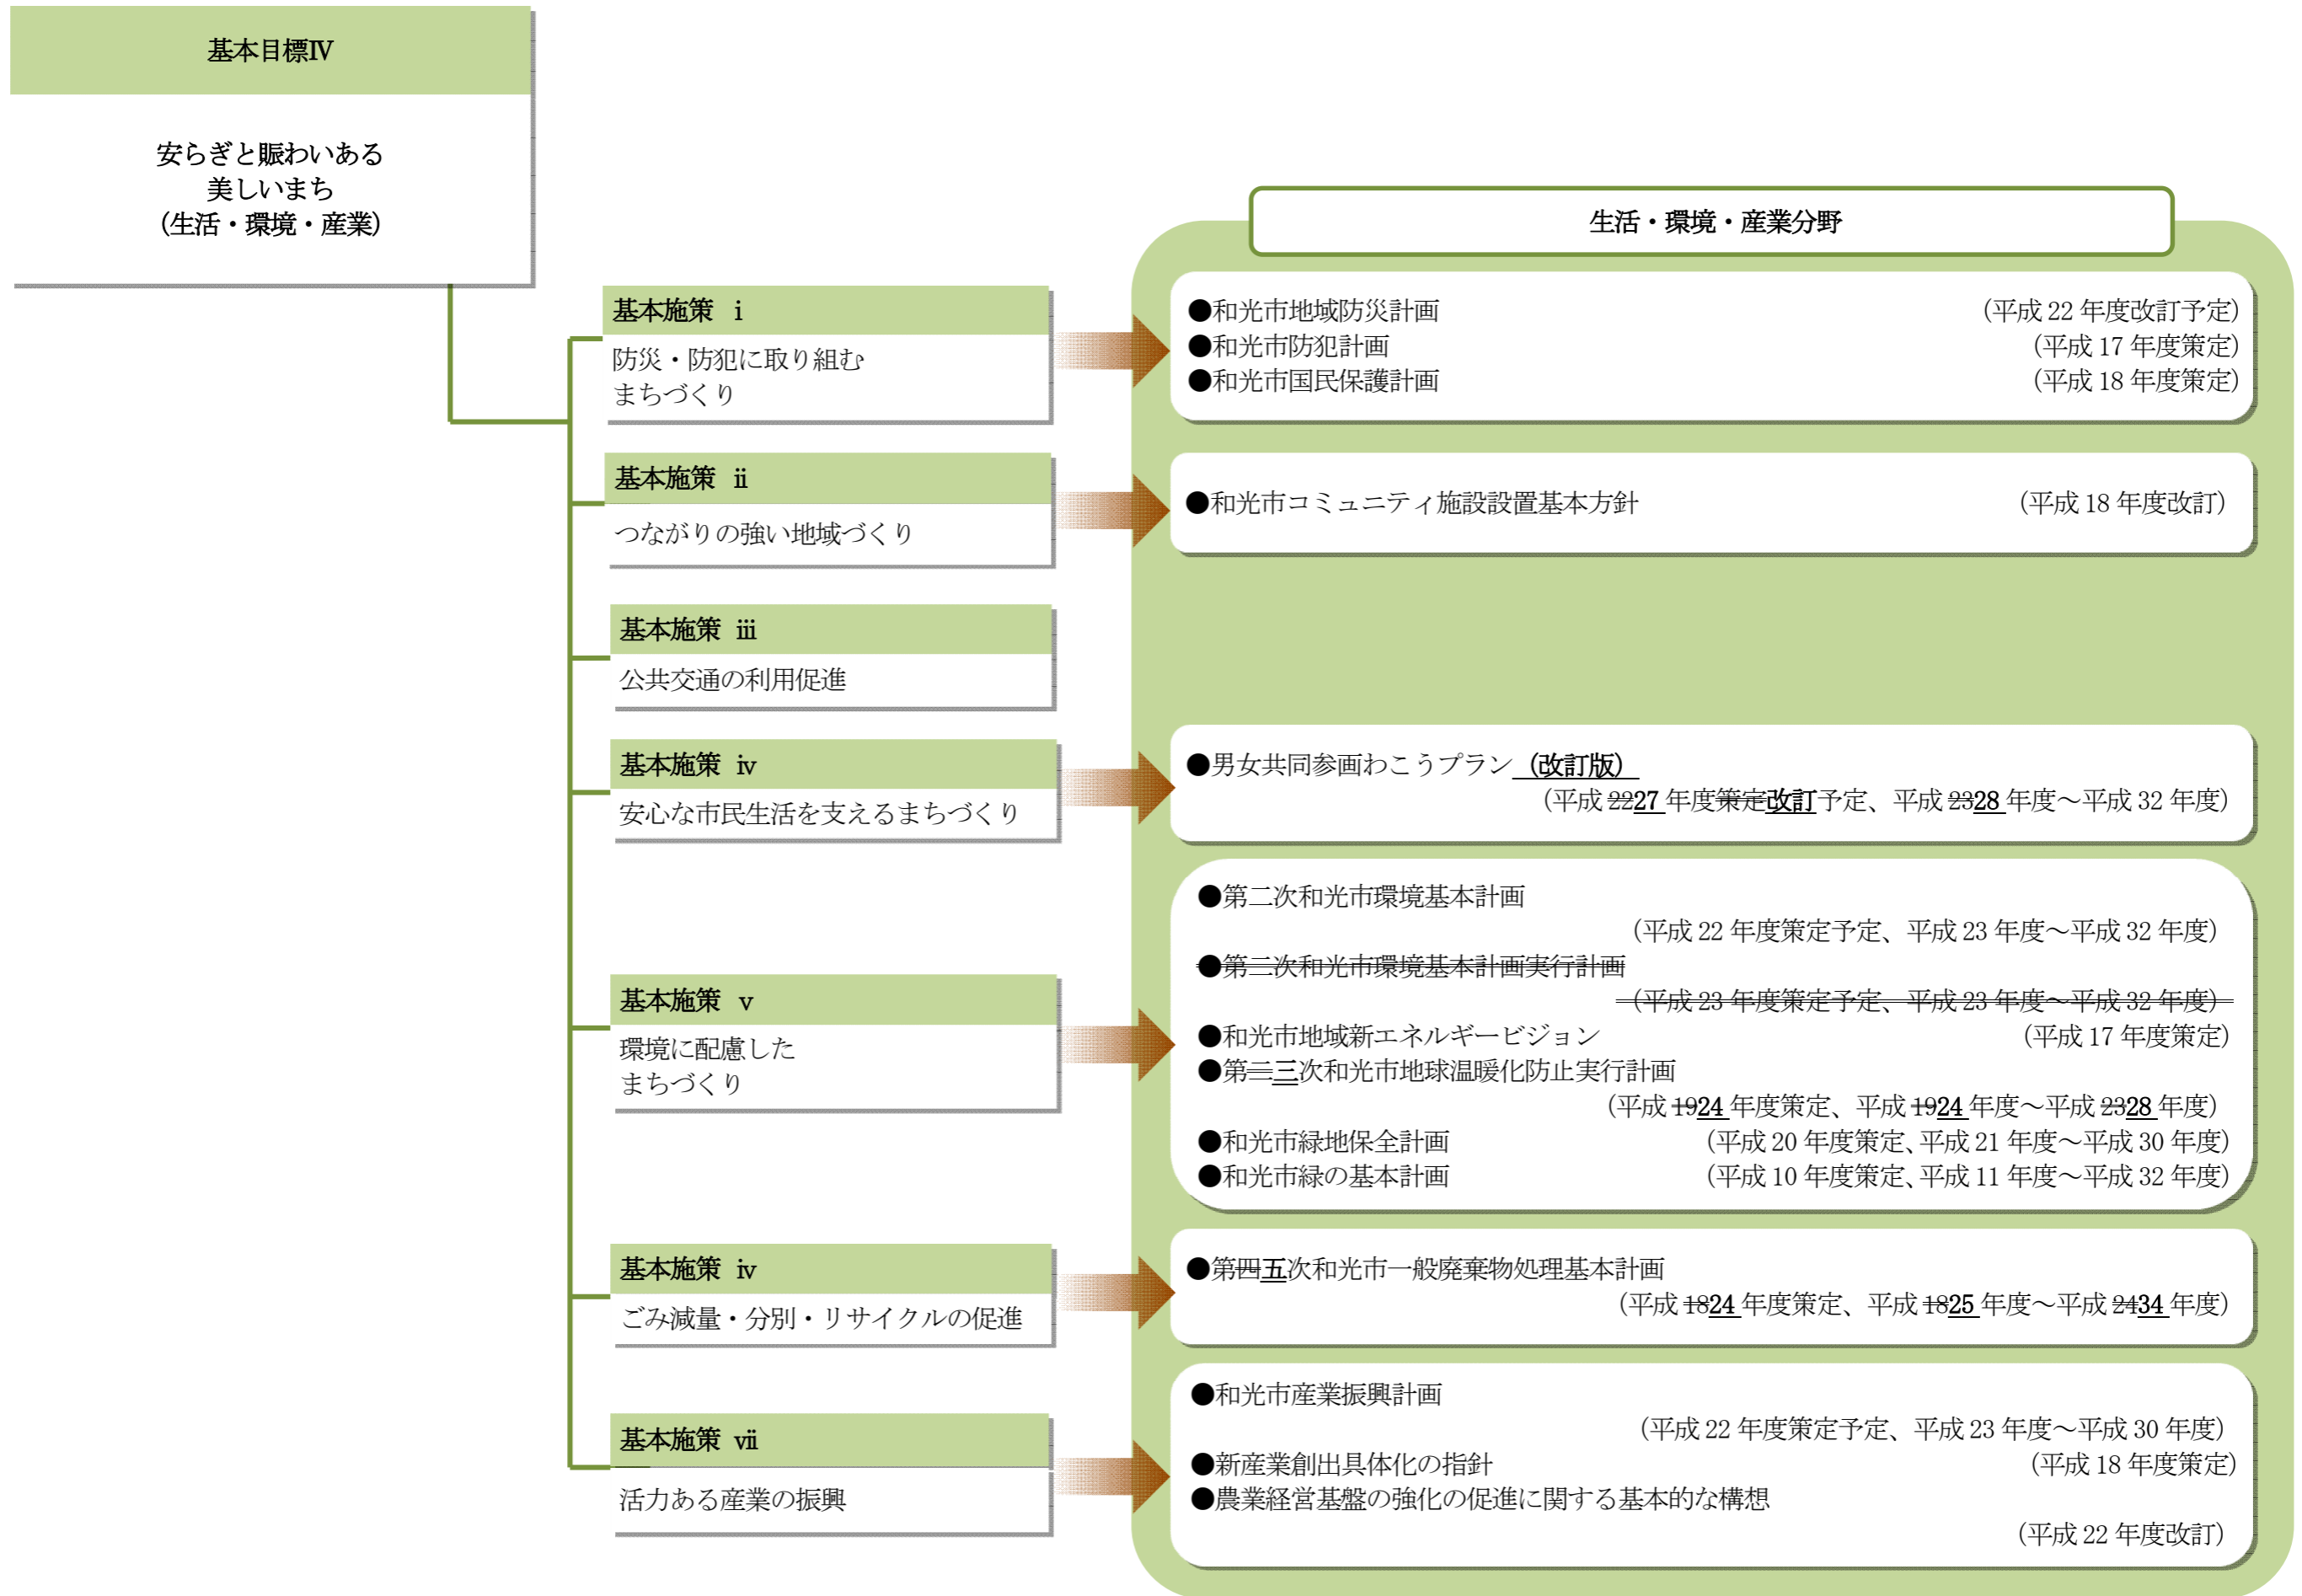 基本目標Ⅳ
安らぎと賑わいある
美しいまち
（生活・環境・産業）
生活・環境・産業分野
基本施策 ⅰ
防災・防犯に取り組む
まちづくり
●和光市地域防災計画 （平成 22 年度改訂予定）
●和光市防犯計画 （平成 17 年度策定）
●和光市国民保護計画 （平成 18 年度策定）
基本施策 ⅱ
つながりの強い地域づくり
●和光市コミュニティ施設設置基本方針 （平成 18 年度改訂）
基本施策 ⅲ
公共交通の利用促進
基本施策 ⅳ
安心な市民生活を支えるまちづくり
●男女共同参画わこうプラン（改訂版）
（平成 2227 年度策定改訂予定、平成 2328 年度～平成 32 年度）
基本施策 ⅴ
環境に配慮した
まちづくり
●第二次和光市環境基本計画
（平成 22 年度策定予定、平成 23 年度～平成 32 年度）
●第二次和光市環境基本計画実行計画
（平成 23 年度策定予定、平成 23 年度～平成 32 年度）
●和光市地域新エネルギービジョン （平成 17 年度策定）
●第二三次和光市地球温暖化防止実行計画
（平成 1924 年度策定、平成 1924 年度～平成 2328 年度）
●和光市緑地保全計画 （平成 20 年度策定、平成 21 年度～平成 30 年度）
●和光市緑の基本計画 （平成 10 年度策定、平成 11 年度～平成 32 年度）
基本施策 ⅳ
ごみ減量・分別・リサイクルの促進
●第四五次和光市一般廃棄物処理基本計画
（平成 1824 年度策定、平成 1825 年度～平成 2434 年度）
基本施策 ⅶ
活力ある産業の振興
●和光市産業振興計画
（平成 22 年度策定予定、平成 23 年度～平成 30 年度）
●新産業創出具体化の指針 （平成 18 年度策定）
●農業経営基盤の強化の促進に関する基本的な構想
（平成 22 年度改訂）